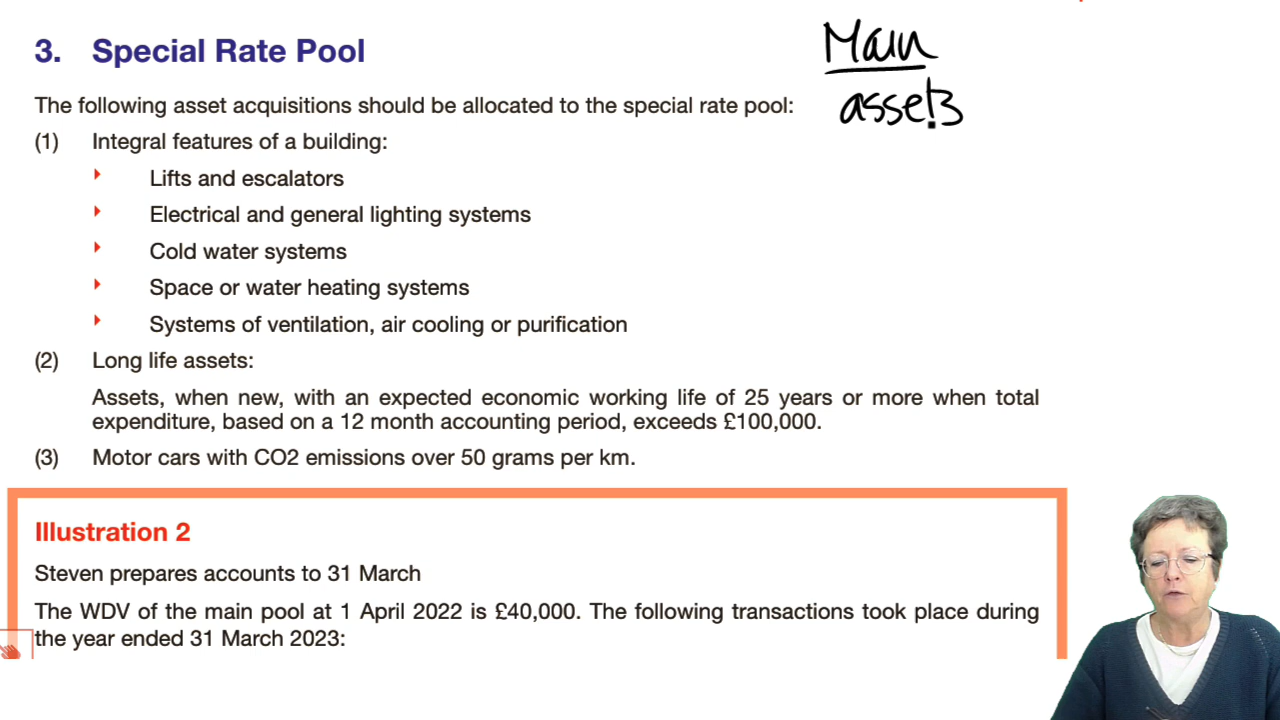 3. Special Rate Pool
Main
The following asset acquisitions should be allocated to the special rate pool:
assets
(1) Integral features of a building:
Lifts and escalators
Electrical and general lighting systems
Cold water systems
Space or water heating systems
Systems of ventilation, air cooling or purification
(2) Long life assets:
Assets, when new, with an expected economic working life of 25 years or more when total
expenditure, based on a 12 month accounting period, exceeds £100,000.
(3) Motor cars with CO2 emissions over 50 grams per km.
Illustration 2
Steven prepares accounts to 31 March
The WDV of the main pool at 1 April 2022 is £40,000. The following transactions took place during
the year ended 31 March 2023: